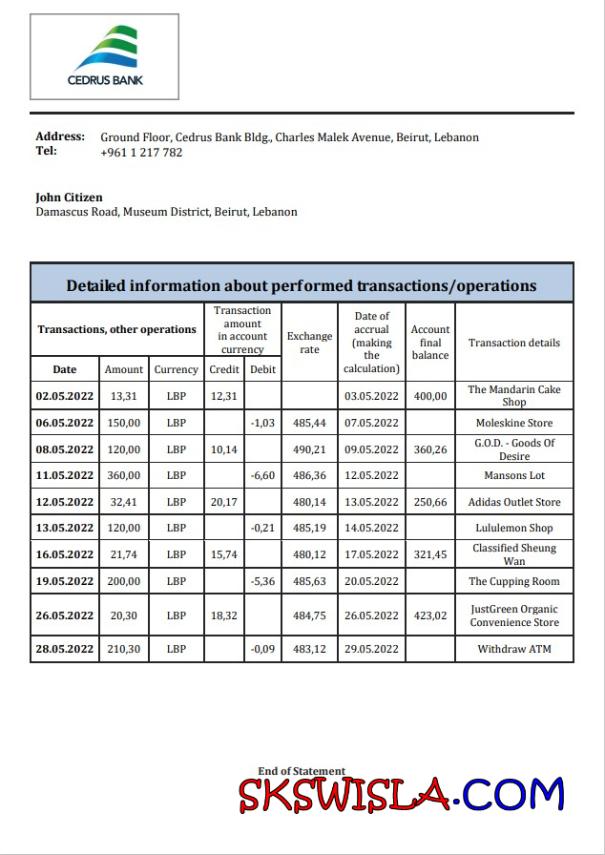 CEDRUS BANK
Address: Ground Floor, Cedrus Bank Bldg., Charles Malek Avenue, Beirut, Lebanon
Tel: +961 1 217 782
John Citizen
Damascus Road, Museum District, Beirut, Lebanon
Detailed information about performed transactions/operations
Transactions, other operations
Transaction
amount
in account
currency
Exchange
rate
Date of
accrual
(making
the
calculation)
Account
final
balance
Transaction details
Date Amount Currency Credit Debit
02.05.2022 13,31 LBP 12,31 03.05.2022 400,00 The Mandarin Cake
Shop
06.05.2022 150,00 LBP -1,03 485,44 07.05.2022 Moleskine Store
08.05.2022 120,00 LBP 10,14 490,21 09.05.2022 360,26 G.O.D. - Goods Of
Desire
11.05.2022 360,00 LBP -6,60 486,36 12.05.2022 Mansons Lot
12.05.2022 32,41 LBP 20,17 480,14 13.05.2022 250,66 Adidas Outlet Store
13.05.2022 120,00 LBP -0,21 485,19 14.05.2022 Lululemon Shop
16.05.2022 21,74 LBP 15,74 480,12 17.05.2022 321,45 Classified Sheung
Wan
19.05.2022 200,00 LBP -5,36 485,63 20.05.2022 The Cupping Room
26.05.2022 20,30 LBP 18,32 484,75 26.05.2022 423,02 JustGreen Organic
Convenience Store
28.05.2022 210,30 LBP -0,09 483,12 29.05.2022 Withdraw ATM
End of Statement
SKSWISLA.COM